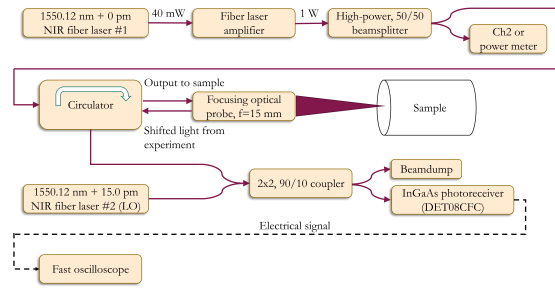 1550.12 nm + 0 pm
NIR fiber laser #1
40 mW
Fiber laser
amplifier
1 W
High-power, 50/50
beamsplitter
Ch2 or
power meter
Circulator
Output to sample
Shifted light from
experiment
Focusing optical
probe, f=15 mm
Sample
1550.12 nm + 15.0 pm
NIR fiber laser #2 (LO)
2x2, 90/10 coupler
Beamdump
InGaAs photoreceiver
(DET08CFC)
Electrical signal
Fast oscilloscope